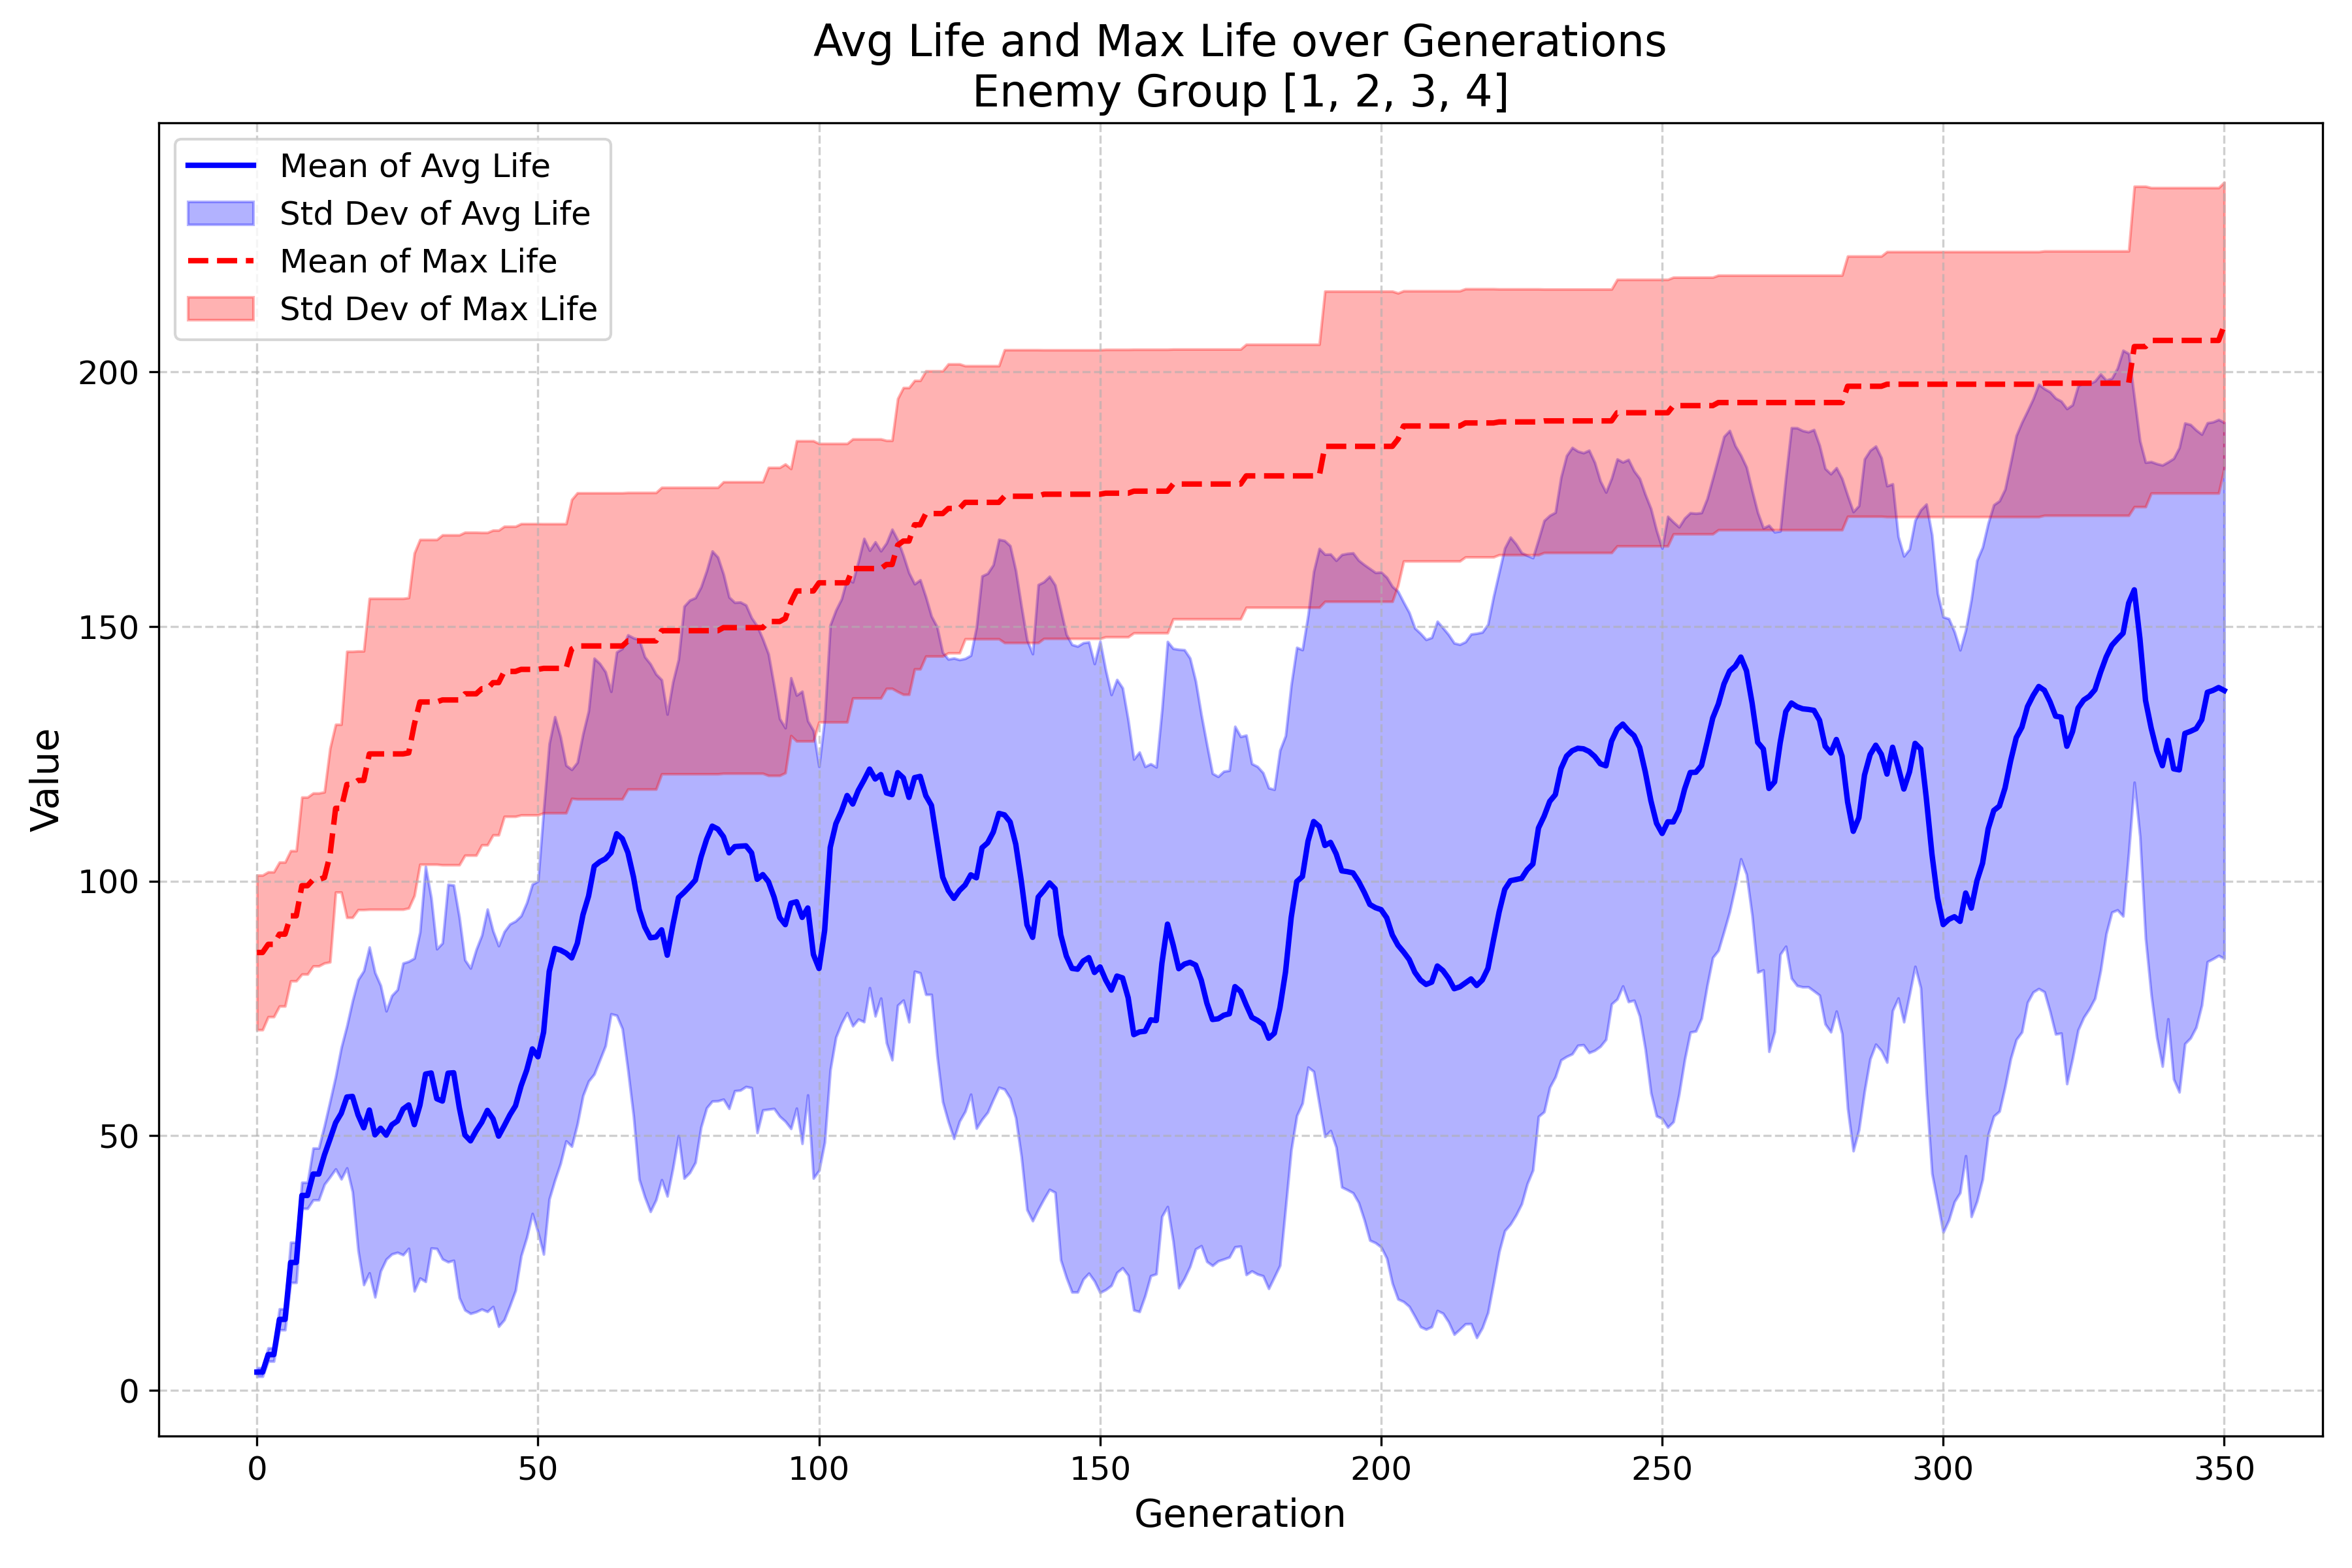 Avg Life and Max Life over Generations
Enemy Group [1, 2, 3, 4]
Mean of Avg Life
Std Dev of Avg Life
Mean of Max Life
Std Dev of Max Life
Value
200
150
100
50
0
0 50 100 150 200 250 300 350
Generation